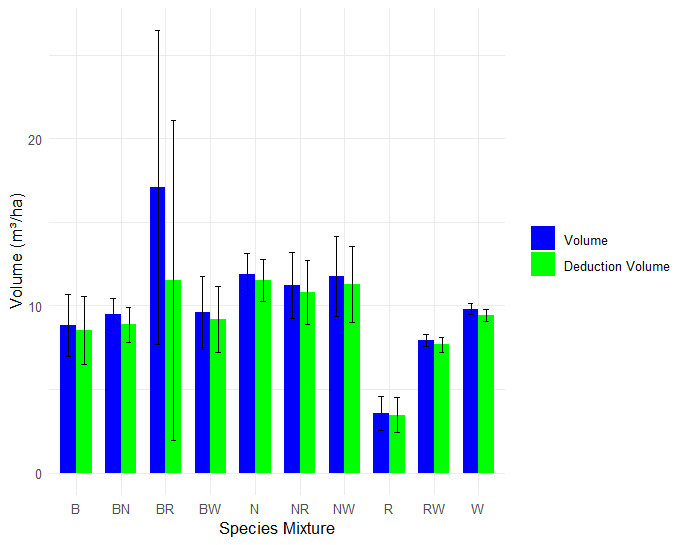 Volume (m³/ha)
20
10
0
B BN BR BW N NR NW R RW W
Species Mixture
Volume
Deduction Volume